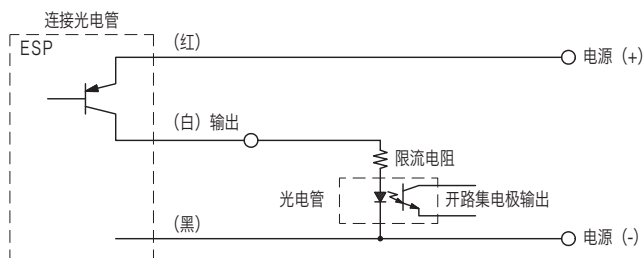 连接光电管
ESP
(红)
电源 (+)
(白) 输出
限流电阻
光电管
开路集电极输出
(黑)
电源 (-)